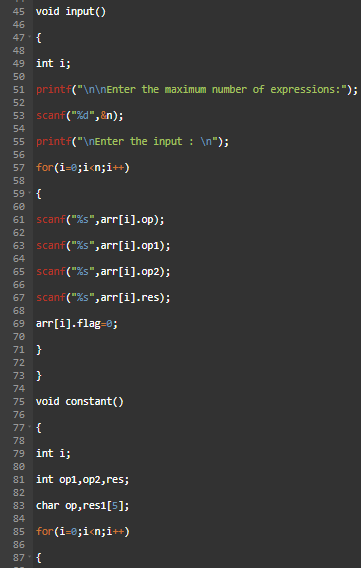 45 void input()
46
47 {
48
49 int i;
50
51 printf("\n\nEnter the maximum number of expressions:");
52
53 scanf("%d",&n);
54
55 printf("\nEnter the input : \n");
56
57 for(i=0;i<n;i++)
58
59 {
60
61 scanf("%s",arr[i].op);
62
63 scanf("%s",arr[i].op1);
64
65 scanf("%s",arr[i].op2);
66
67 scanf("%s",arr[i].res);
68
69 arr[i].flag=0;
70
71 }
72
73 }
74
75 void constant()
76
77 {
78
79 int i;
80
81 int op1,op2,res;
82
83 char op,res1[5];
84
85 for(i=0;i<n;i++)
86
87 {